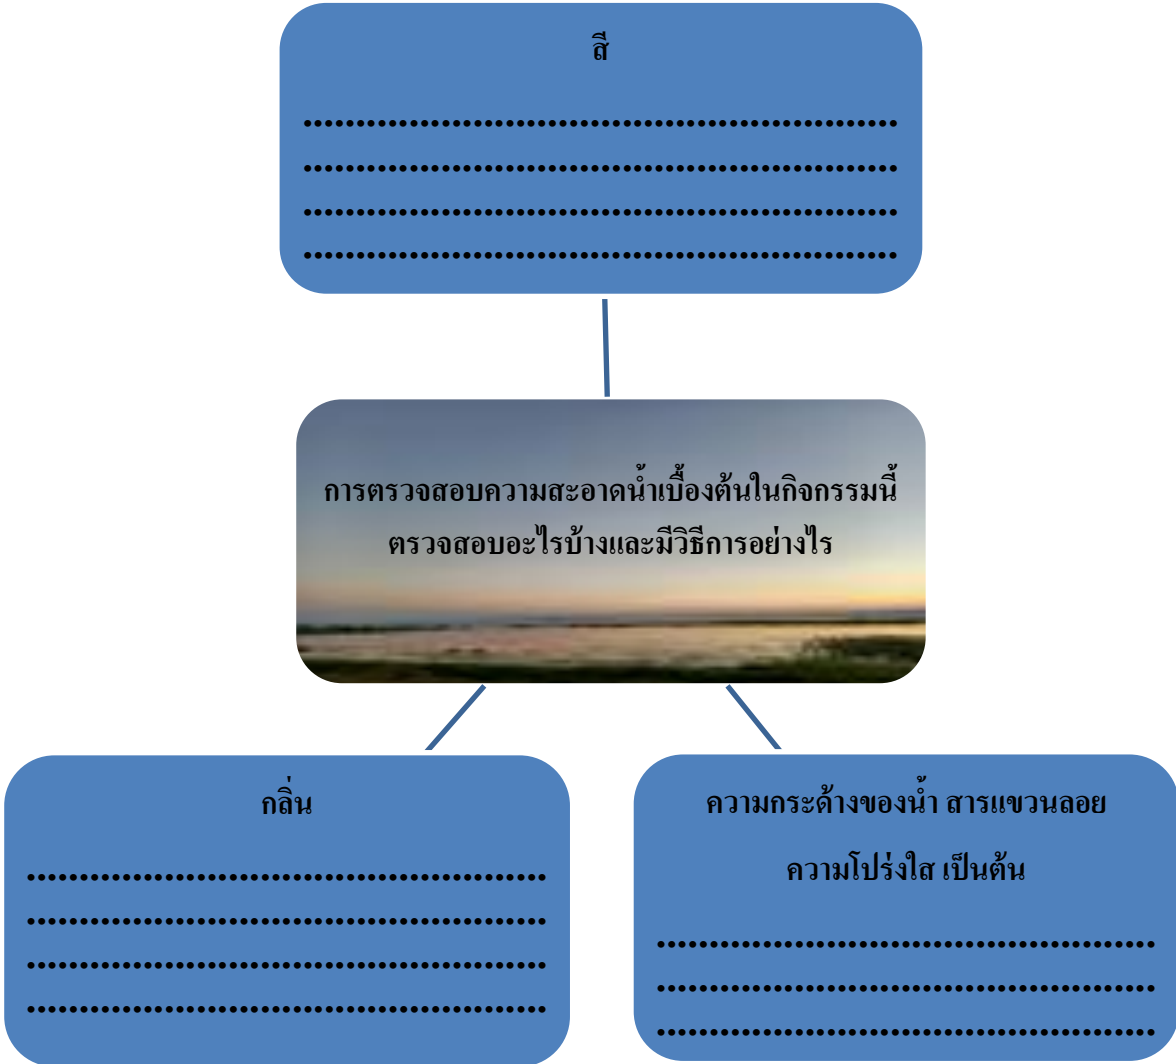 สี
........................................................
........................................................
........................................................
........................................................
การตรวจสอบความสะอาดน้ำเบื้องต้นในกิจกรรมนี้
ตรวจสอบอะไรบ้างและมีวิธีการอย่างไร
กลิ่น
.................................................
.................................................
.................................................
.................................................
ความกระด้างของน้ำ สารแขวนลอย
ความโปร่งใส เป็นต้น
...............................................
...............................................
...............................................